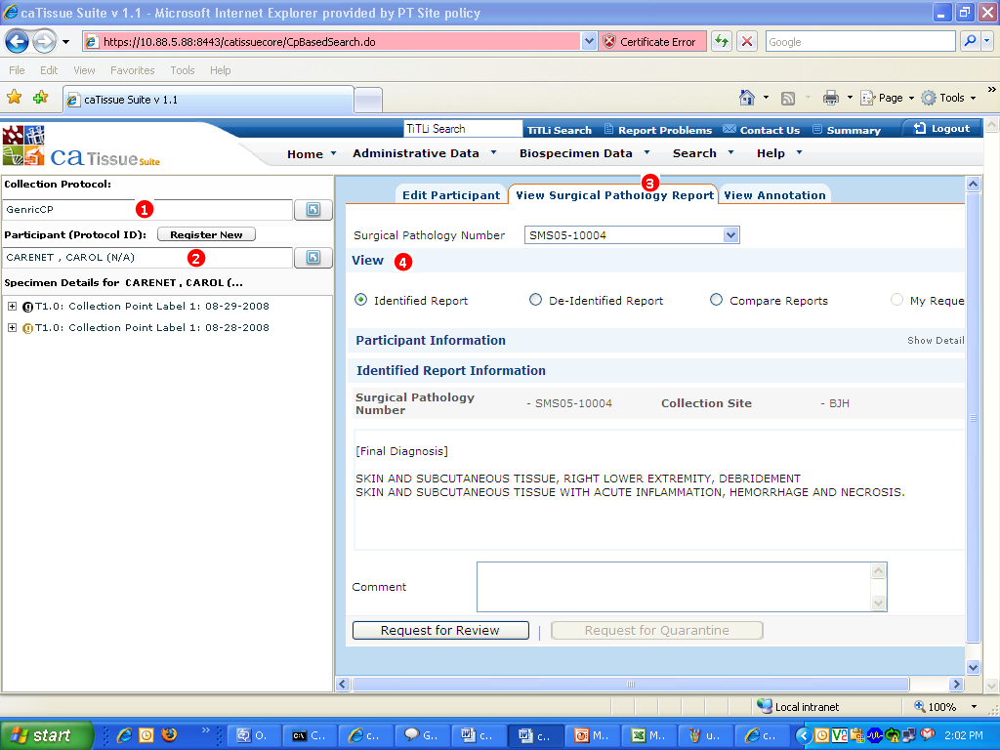 caTissue Suite v 1.1 - Microsoft Internet Explorer provided by PT Site policy
https://10.88.5.88:8443/catissuecore/CpBasedSearch.do Certificate Error Google
File Edit View Favorites Tools Help
caTissue Suite v 1.1 Page Tools »
TiTLi Search TiTLi Search Report Problems Contact Us Summary Logout
ca Tissue Suite Home Administrative Data Biospecimen Data Search Help
Collection Protocol:
GenricCP 1
Participant (Protocol ID): Register New
CARENET , CAROL (N/A) 2
Specimen Details for CARENET , CAROL (...
T1.0: Collection Point Label 1: 08-29-2008
T1.0: Collection Point Label 1: 08-28-2008
3
Edit Participant View Surgical Pathology Report View Annotation
Surgical Pathology Number SMS05-10004
View 4
Identified Report De-Identified Report Compare Reports My Reque
Participant Information Show Detail
Identified Report Information
Surgical Pathology Number - SMS05-10004 Collection Site - BJH
[Final Diagnosis]
SKIN AND SUBCUTANEOUS TISSUE, RIGHT LOWER EXTREMITY, DEBRIDEMENT
SKIN AND SUBCUTANEOUS TISSUE WITH ACUTE INFLAMMATION, HEMORRHAGE AND NECROSIS.
Comment
Request for Review | Request for Quarantine
Local intranet 100%
start » O. C.. c.. G.. c.. c.. M.. M.. u.. c.. 2:02 PM